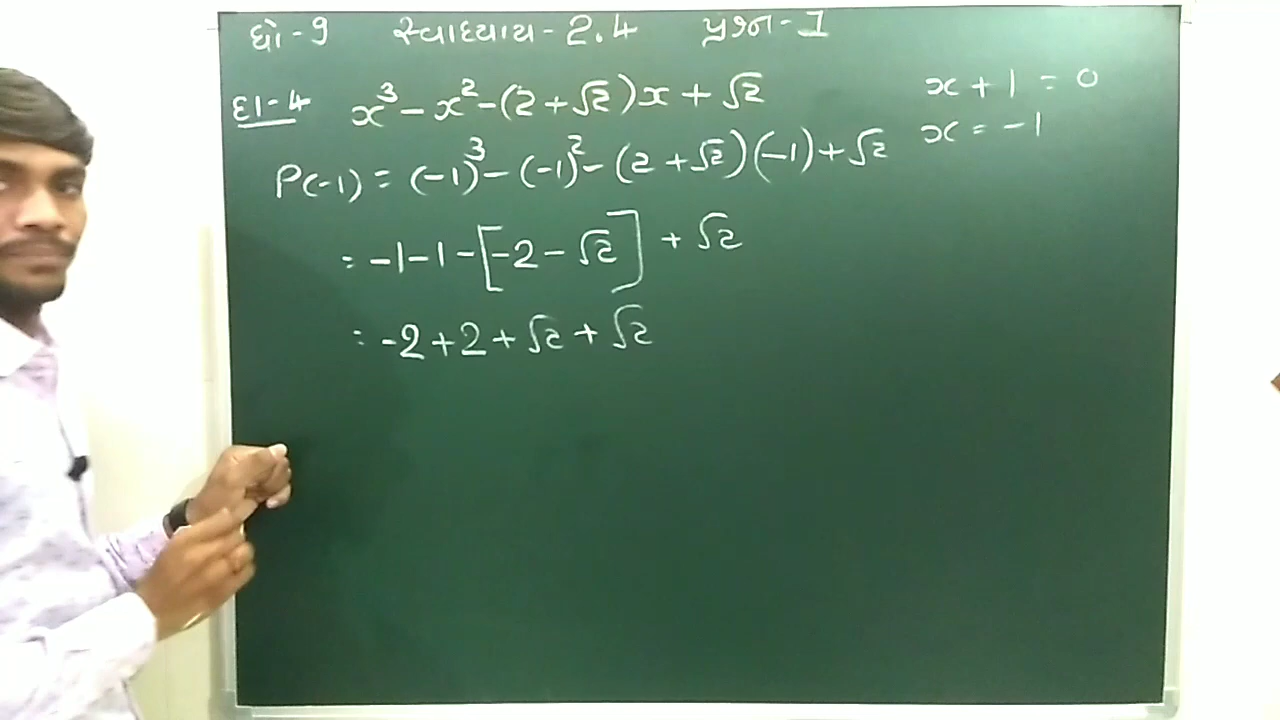 ધો-9 સ્વાધ્યાય-2.4 પ્રશ્ન-1
દા-4 x³ - x² - (2 + √2)x + √2
x + 1 = 0
x = -1
P(-1) = (-1)³ - (-1)² - (2 + √2)(-1) + √2
= -1 - 1 - [-2 - √2] + √2
= -2 + 2 + √2 + √2